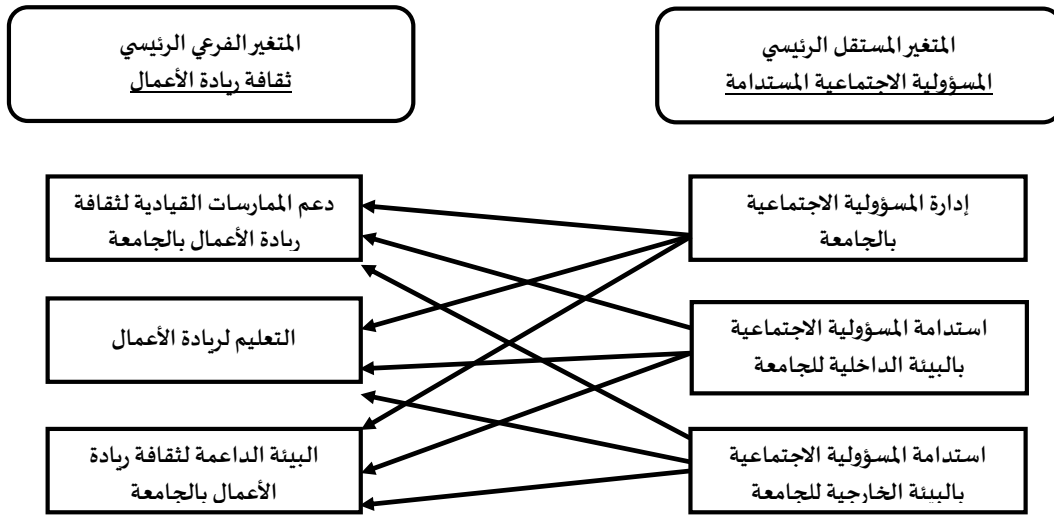 المتغير المستقل الرئيسي
المسؤولية الاجتماعية المستدامة
المتغير الفرعي الرئيسي
ثقافة ريادة الأعمال
إدارة المسؤولية الاجتماعية
بالجامعة
دعم الممارسات القيادية لثقافة
ريادة الأعمال بالجامعة
استدامة المسؤولية الاجتماعية
بالبيئة الداخلية للجامعة
التعليم لريادة الأعمال
استدامة المسؤولية الاجتماعية
بالبيئة الخارجية للجامعة
البيئة الداعمة لثقافة ريادة
الأعمال بالجامعة